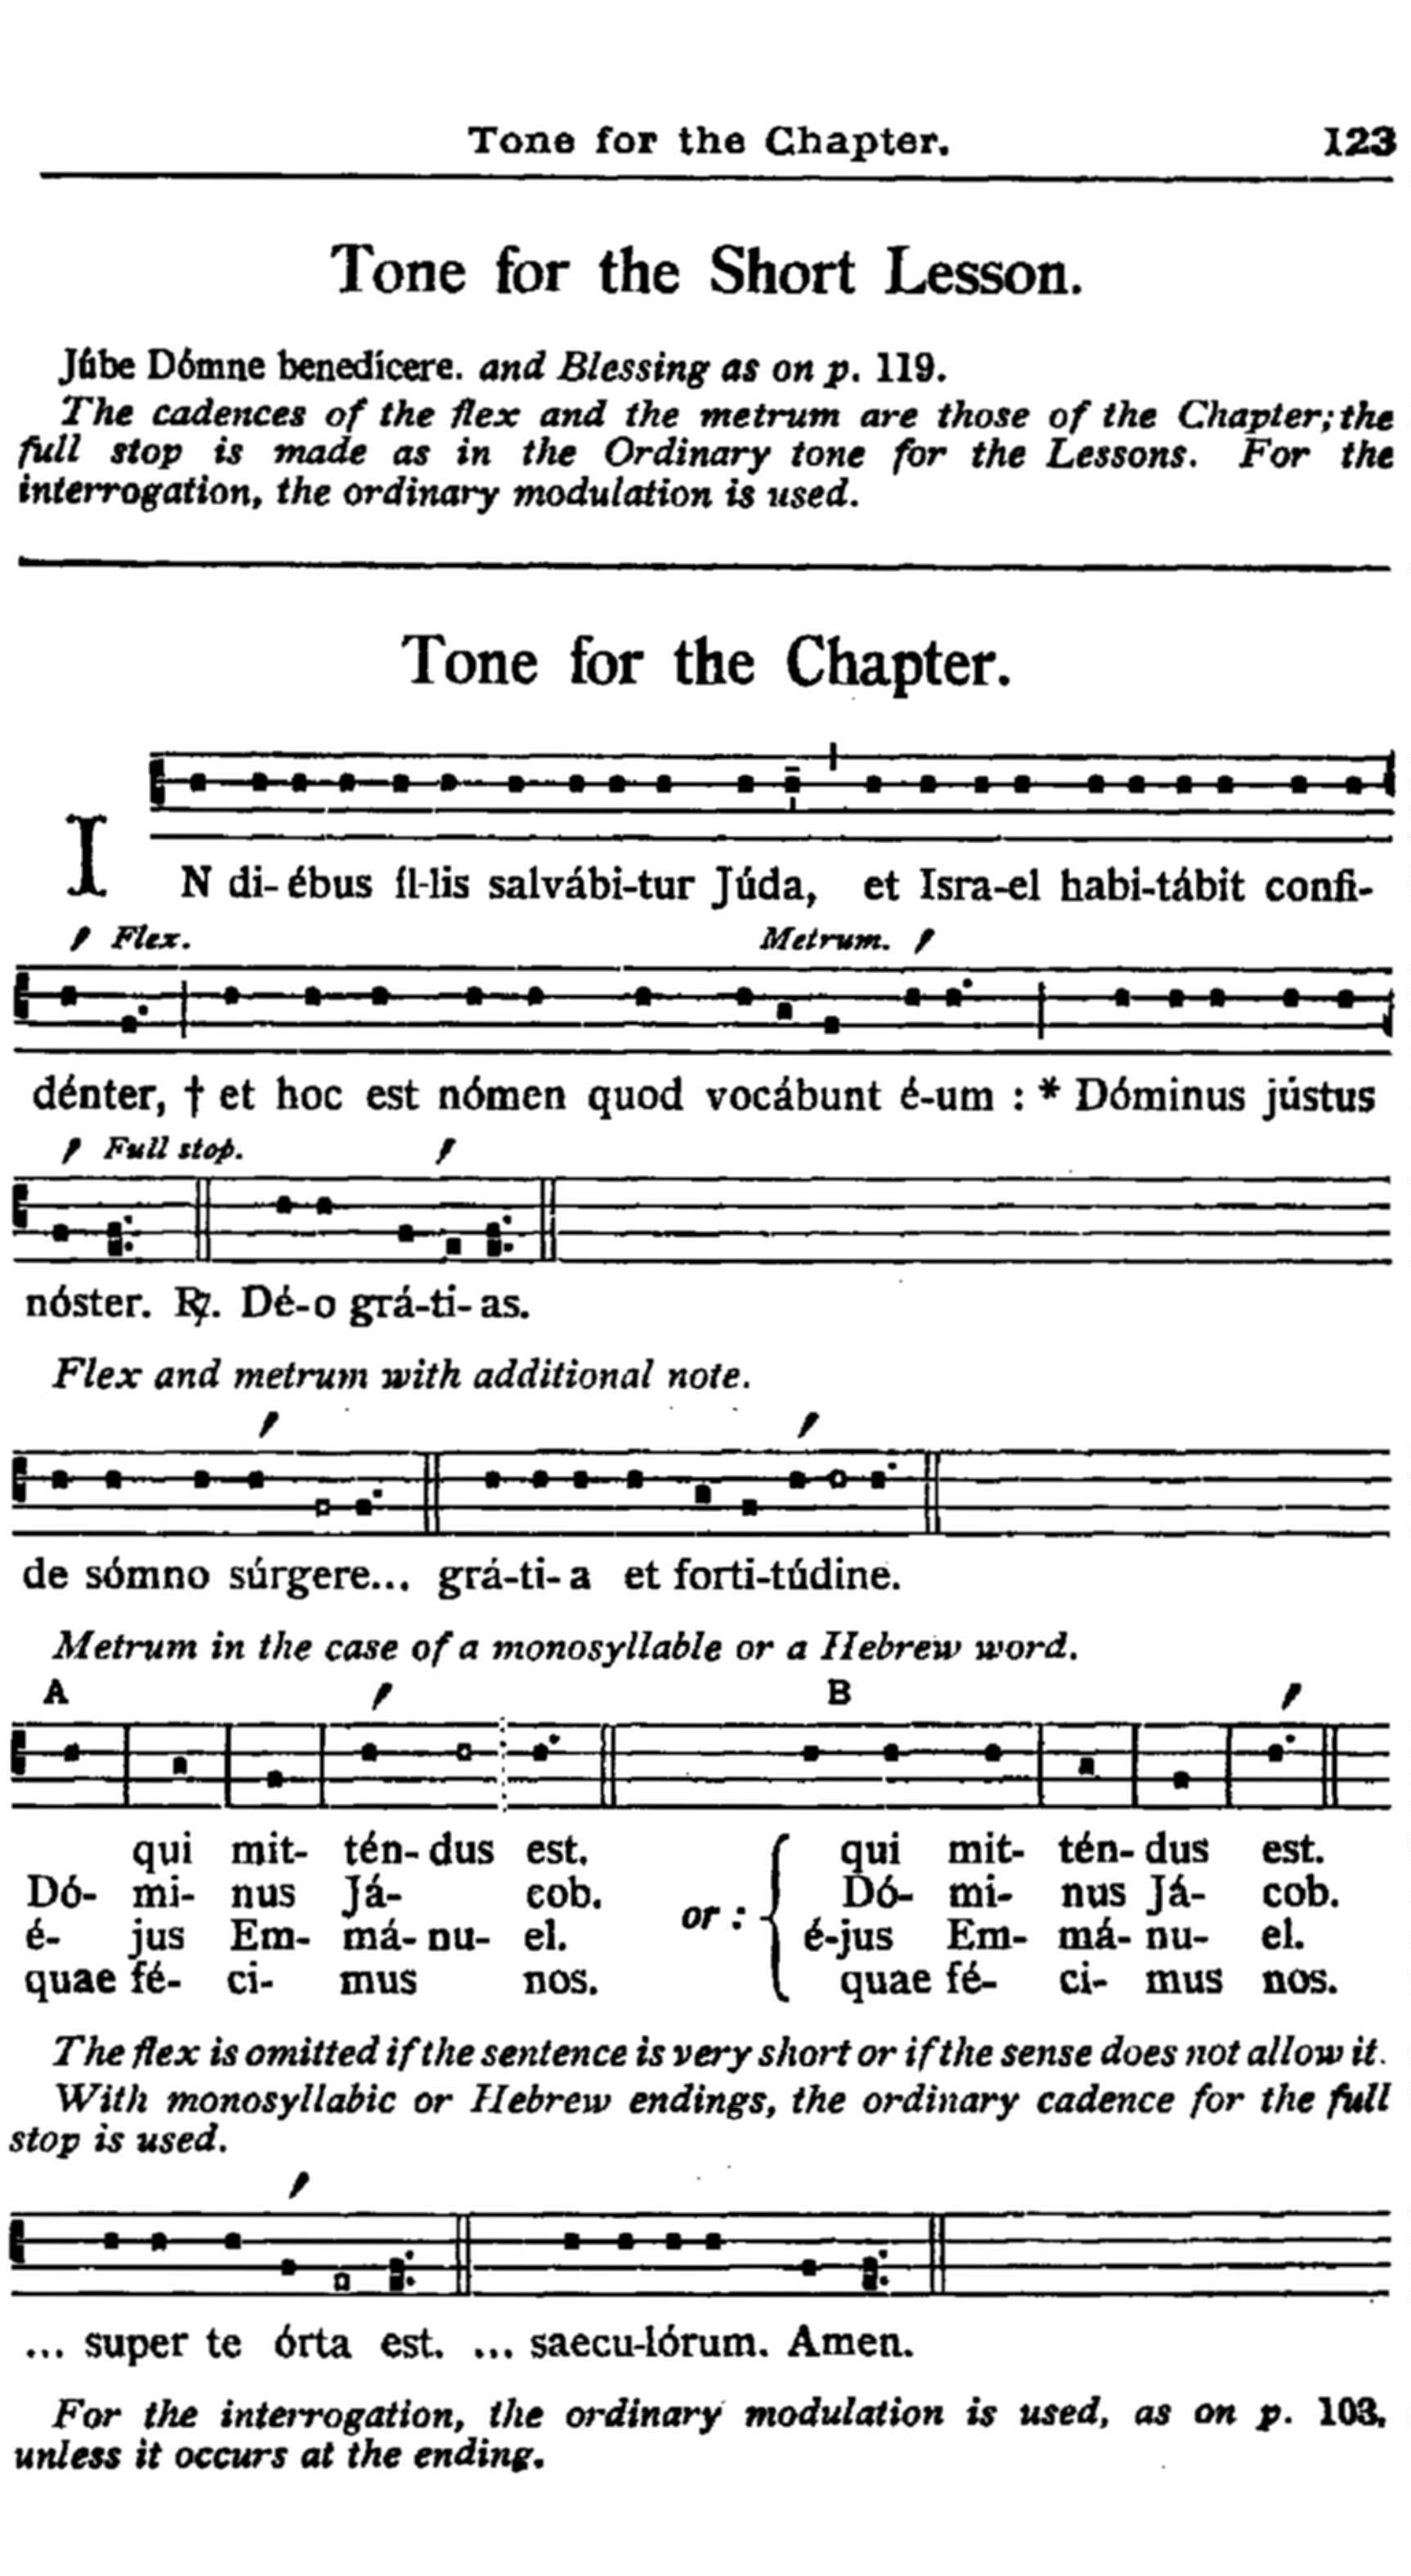 Tone for the Chapter. 123
Tone for the Short Lesson.
Júbe Dómne benedícere. and Blessing as on p. 119.
The cadences of the flex and the metrum are those of the Chapter; the
full stop is made as in the Ordinary tone for the Lessons. For the
interrogation, the ordinary modulation is used.
Tone for the Chapter.
IN di-ébus íl-lis salvábi-tur Júda, et Isra-el habi-tábit confi-
Flex. Metrum.
dénter, † et hoc est nómen quod vocábunt é-um : * Dóminus jústus
Full stop.
nóster. ℟. Dé-o grá-ti-as.
Flex and metrum with additional note.
de sómno súrgere... grá-ti-a et forti-túdine.
Metrum in the case of a monosyllable or a Hebrew word.
A B
qui mit- tén-dus est. qui mit- tén-dus est.
Dó- mi- nus Já- cob. Dó- mi- nus Já- cob.
or :
é- jus Em- má-nu- el. é-jus Em- má-nu- el.
quae fé- ci- mus nos. quae fé- ci- mus nos.
The flex is omitted if the sentence is very short or if the sense does not allow it.
With monosyllabic or Hebrew endings, the ordinary cadence for the full
stop is used.
... super te órta est. ... saecu-lórum. Amen.
For the interrogation, the ordinary modulation is used, as on p. 103,
unless it occurs at the ending.